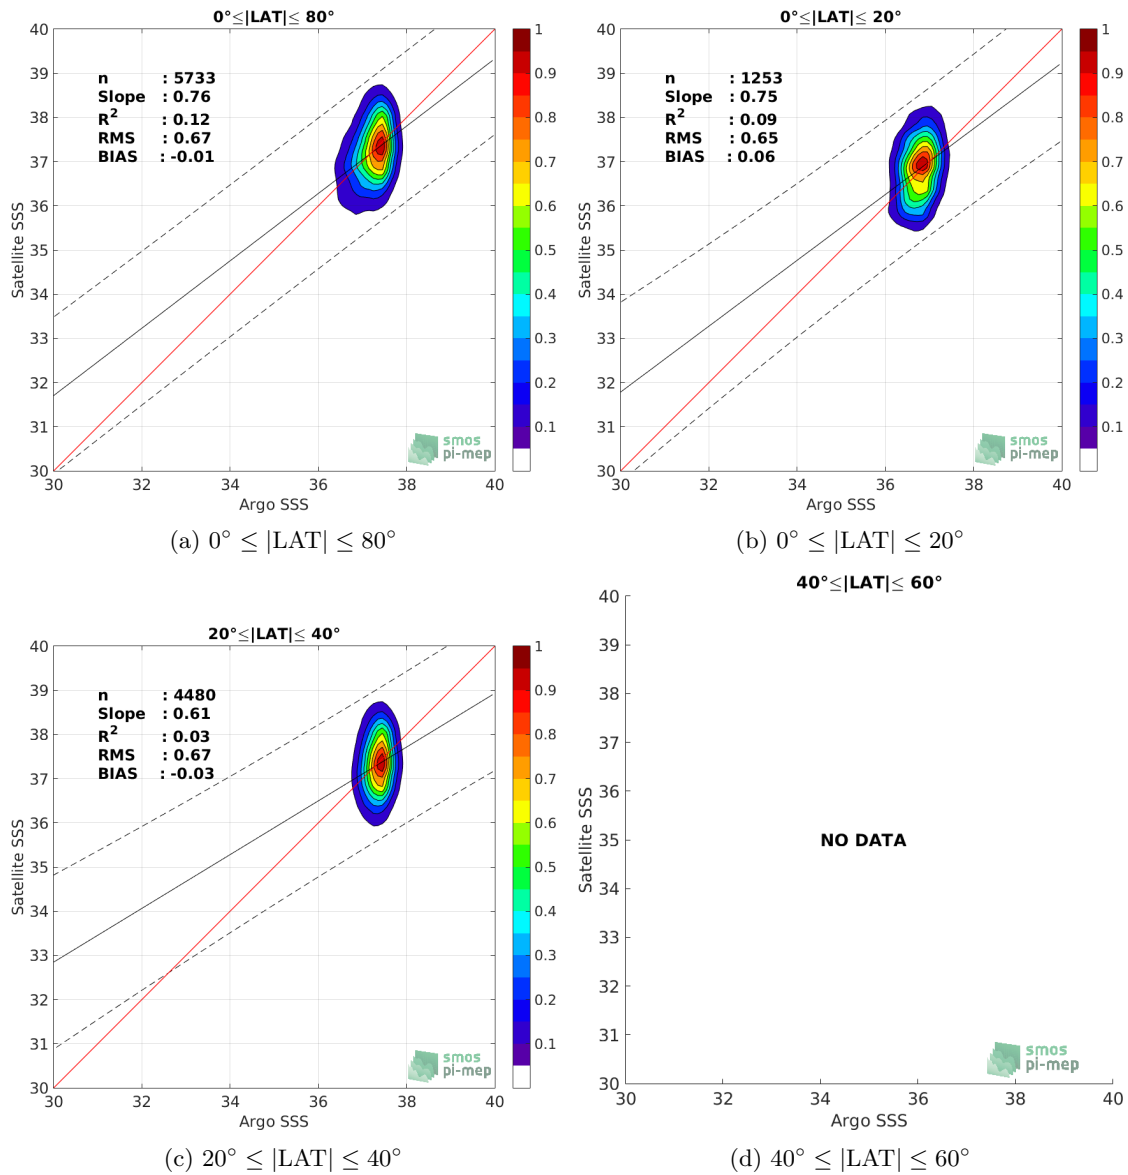 0°≤|LAT|≤ 80°
40
39
38
37
36
35
34
33
32
31
30
Satellite SSS
n : 5733
Slope : 0.76
R² : 0.12
RMS : 0.67
BIAS : -0.01
smos
pi-mep
30 32 34 36 38 40
Argo SSS
1
0.9
0.8
0.7
0.6
0.5
0.4
0.3
0.2
0.1
(a) 0° ≤ |LAT| ≤ 80°
0°≤|LAT|≤ 20°
40
39
38
37
36
35
34
33
32
31
30
Satellite SSS
n : 1253
Slope : 0.75
R² : 0.09
RMS : 0.65
BIAS : 0.06
smos
pi-mep
30 32 34 36 38 40
Argo SSS
1
0.9
0.8
0.7
0.6
0.5
0.4
0.3
0.2
0.1
(b) 0° ≤ |LAT| ≤ 20°
20°≤|LAT|≤ 40°
40
39
38
37
36
35
34
33
32
31
30
Satellite SSS
n : 4480
Slope : 0.61
R² : 0.03
RMS : 0.67
BIAS : -0.03
smos
pi-mep
30 32 34 36 38 40
Argo SSS
1
0.9
0.8
0.7
0.6
0.5
0.4
0.3
0.2
0.1
(c) 20° ≤ |LAT| ≤ 40°
40°≤|LAT|≤ 60°
40
39
38
37
36
35
34
33
32
31
30
Satellite SSS
NO DATA
smos
pi-mep
30 32 34 36 38 40
Argo SSS
(d) 40° ≤ |LAT| ≤ 60°